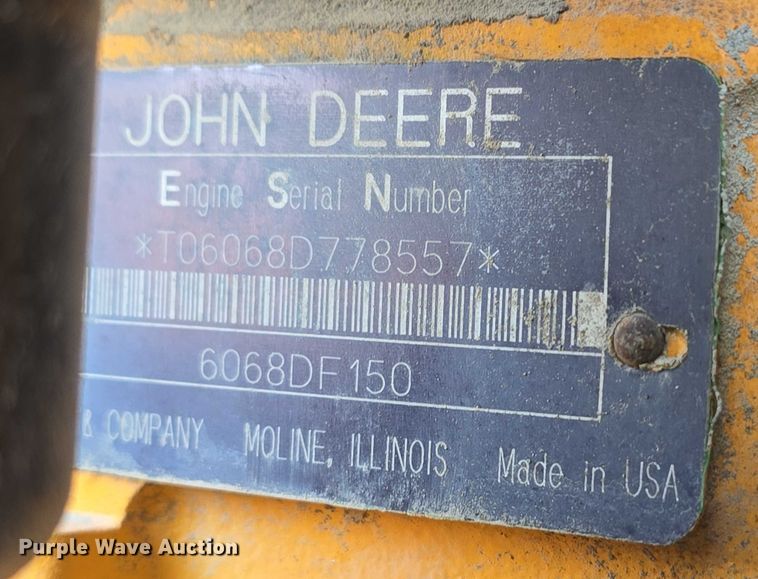 JOHN DEERE
Engine Serial Number
*T06068D778557*
6068DF150
& COMPANY MOLINE, ILLINOIS Made in USA
Purple Wave Auction